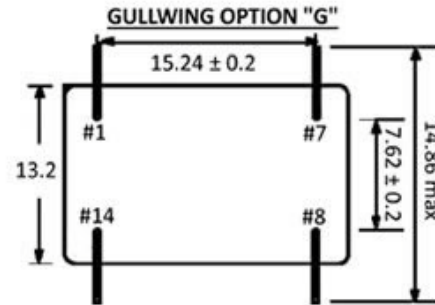 GULLWING OPTION "G"
15.24 ± 0.2
#1
#7
13.2
7.62 ± 0.2
14.86 max
#14
#8